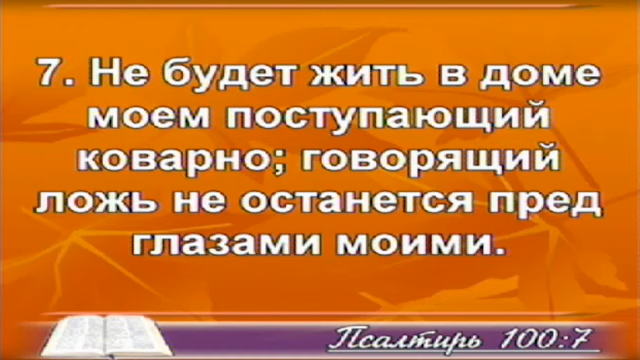 7. Не будет жить в доме
моем поступающий
коварно; говорящий
ложь не останется пред
глазами моими.
Псалтирь 100:7